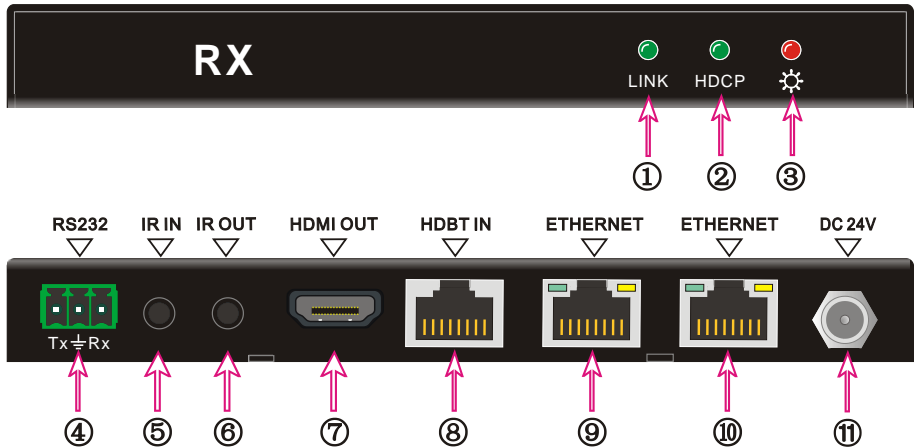 RX
LINK HDCP
① ② ③
RS232 IR IN IR OUT HDMI OUT HDBT IN ETHERNET ETHERNET DC 24V
Tx Rx
④ ⑤ ⑥ ⑦ ⑧ ⑨ ⑩ ⑪